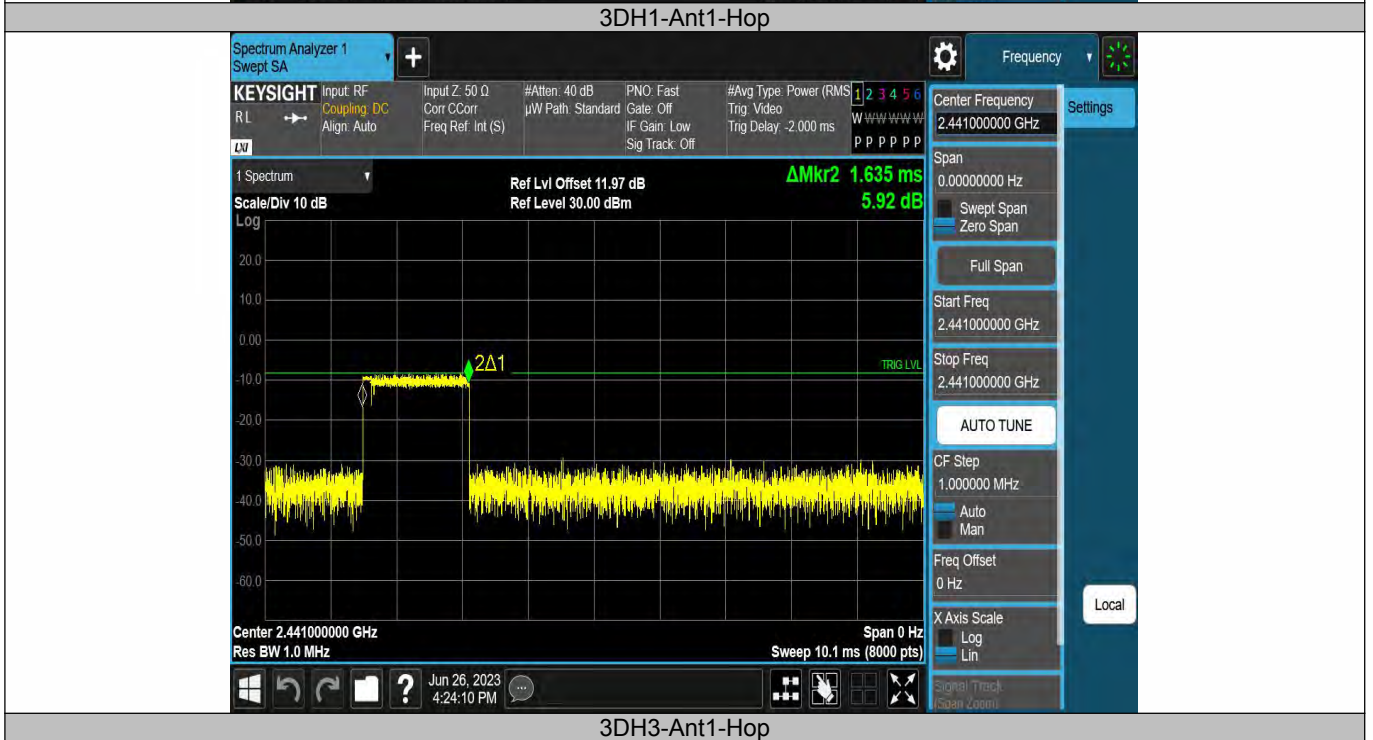 3DH1-Ant1-Hop
Spectrum Analyzer 1
Swept SA
+
Frequency
KEYSIGHT
Input: RF
Input Z: 50 Ω
#Atten: 40 dB
PNO: Fast
#Avg Type: Power (RMS
1 2 3 4 5 6
RL
Coupling: DC
Corr CCorr
µW Path: Standard
Gate: Off
Trig: Video
W W W W W W
Align: Auto
Freq Ref: Int (S)
IF Gain: Low
Trig Delay: -2.000 ms
Sig Track: Off
P P P P P P
LXI
Center Frequency
2.441000000 GHz
Settings
1 Spectrum
Ref Lvl Offset 11.97 dB
ΔMkr2 1.635 ms
Scale/Div 10 dB
Ref Level 30.00 dBm
5.92 dB
Log
20.0
10.0
0.00
-10.0
-20.0
-30.0
-40.0
-50.0
-60.0
2Δ1
TRIG LVL
Center 2.441000000 GHz
Span 0 Hz
Res BW 1.0 MHz
Sweep 10.1 ms (8000 pts)
Span
0.00000000 Hz
Swept Span
Zero Span
Full Span
Start Freq
2.441000000 GHz
Stop Freq
2.441000000 GHz
AUTO TUNE
CF Step
1.000000 MHz
Auto
Man
Freq Offset
0 Hz
X Axis Scale
Log
Lin
Signal Track
(Span Zoom)
Local
?
Jun 26, 2023
4:24:10 PM
3DH3-Ant1-Hop